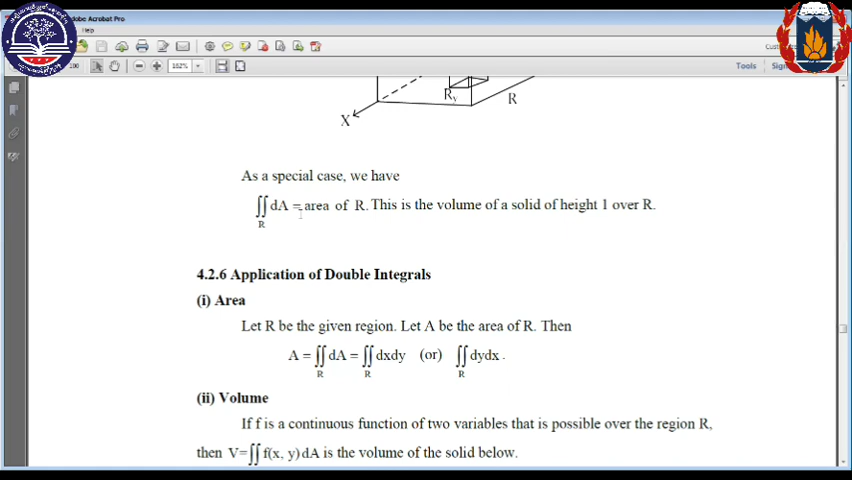 Adobe Acrobat Pro
Help
162%
Tools
X
Ry
R
As a special case, we have
∬ dA = area of R. This is the volume of a solid of height 1 over R.
R
4.2.6 Application of Double Integrals
(i) Area
Let R be the given region. Let A be the area of R. Then
A = ∬ dA = ∬ dxdy (or) ∬ dydx.
R R R
(ii) Volume
If f is a continuous function of two variables that is possible over the region R,
then V=∬ f(x, y) dA is the volume of the solid below.